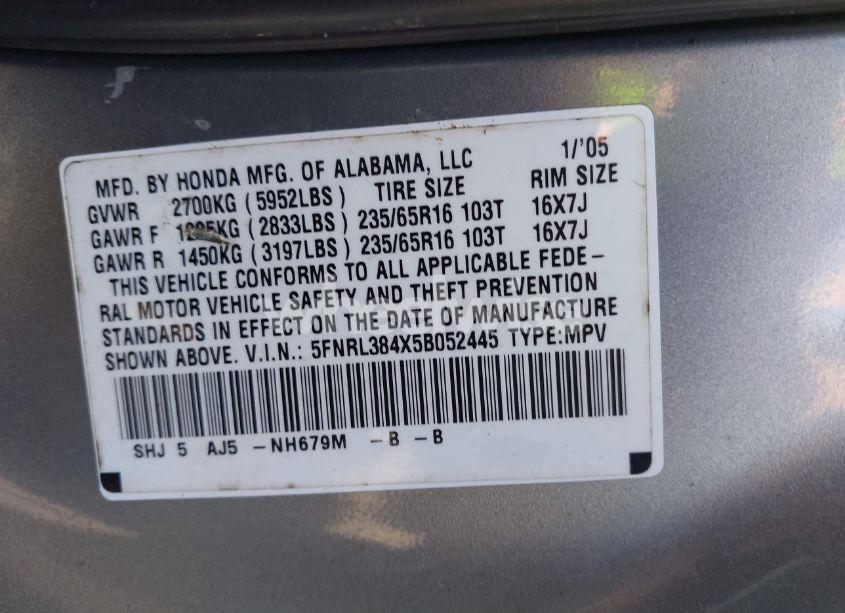 MFD. BY HONDA MFG. OF ALABAMA, LLC 1/'05
GVWR 2700KG (5952LBS) TIRE SIZE RIM SIZE
GAWR F 1285KG (2833LBS) 235/65R16 103T 16X7J
GAWR R 1450KG (3197LBS) 235/65R16 103T 16X7J
THIS VEHICLE CONFORMS TO ALL APPLICABLE FEDE-
RAL MOTOR VEHICLE SAFETY AND THEFT PREVENTION
STANDARDS IN EFFECT ON THE DATE OF MANUFACTURE
SHOWN ABOVE. V.I.N.: 5FNRL384X5B052445 TYPE:MPV
SHJ 5 AJ5 -NH679M -B -B